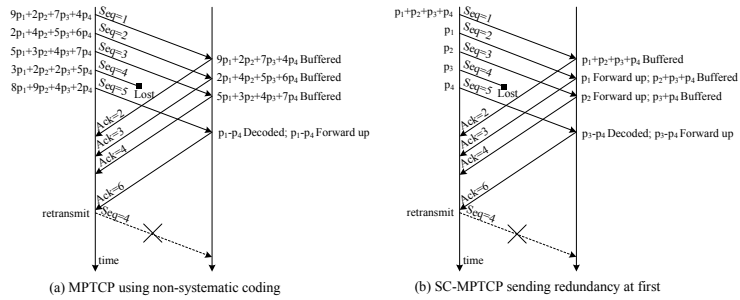 9p1+2p2+7p3+4p4
2p1+4p2+5p3+6p4
5p1+3p2+4p3+7p4
3p1+2p2+2p3+5p4
8p1+9p2+4p3+2p4
Seq=1
Seq=2
Seq=3
Seq=4
Seq=5
Lost
9p1+2p2+7p3+4p4 Buffered
2p1+4p2+5p3+6p4 Buffered
5p1+3p2+4p3+7p4 Buffered
Ack=2
Ack=3
Ack=4
p1-p4 Decoded; p1-p4 Forward up
Ack=6
retransmit
Seq=4
time
(a) MPTCP using non-systematic coding
p1+p2+p3+p4
p1
p2
p3
p4
Seq=1
Seq=2
Seq=3
Seq=4
Seq=5
Lost
p1+p2+p3+p4 Buffered
p1 Forward up; p2+p3+p4 Buffered
p2 Forward up; p3+p4 Buffered
Ack=2
Ack=3
Ack=4
p3-p4 Decoded; p3-p4 Forward up
Ack=6
retransmit
Seq=4
time
(b) SC-MPTCP sending redundancy at first